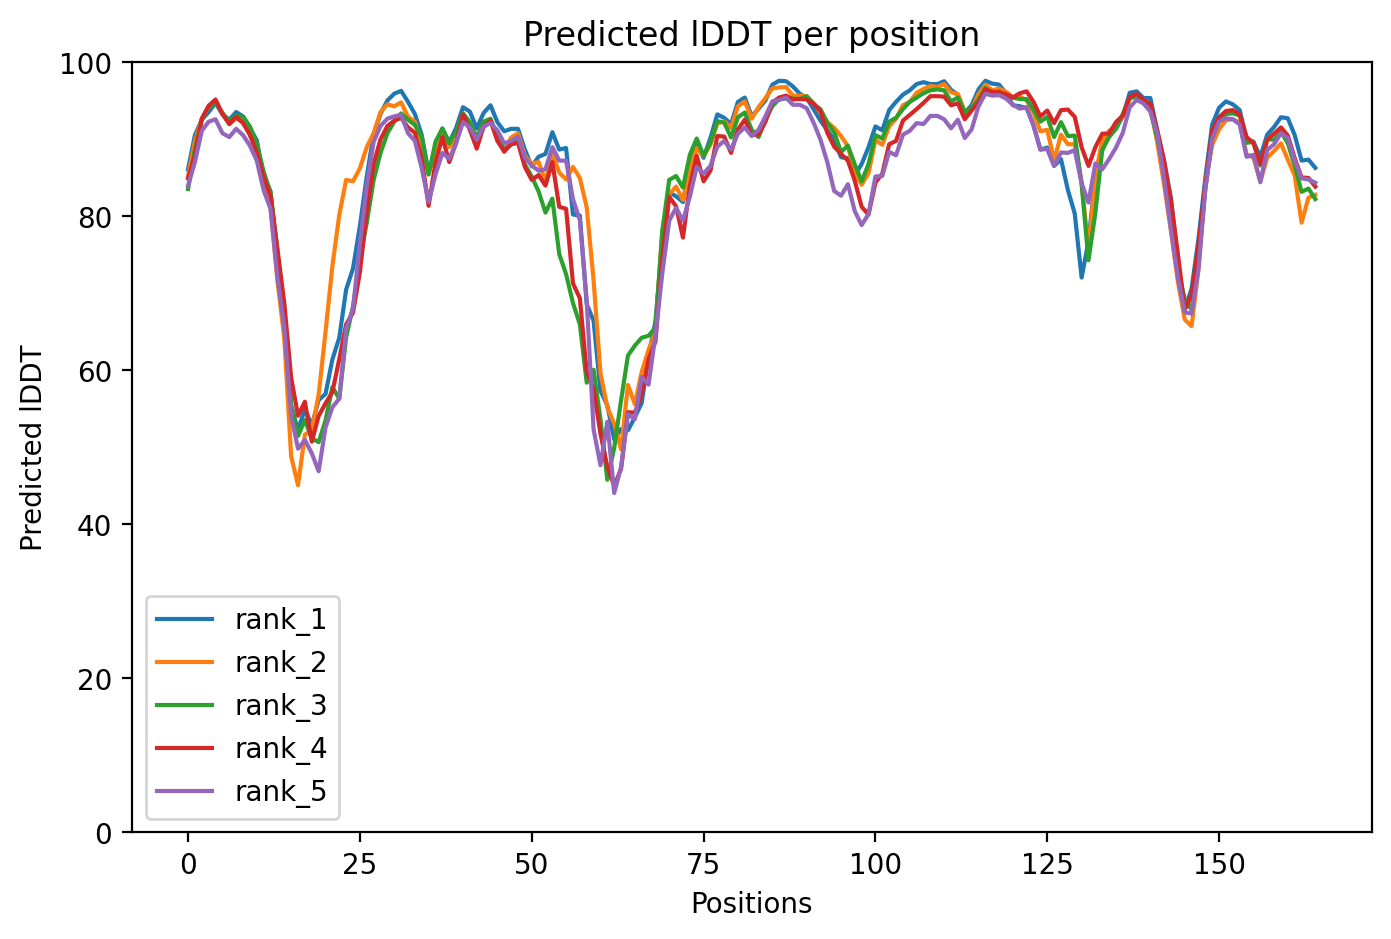 Predicted lDDT per position
100
80
60
40
20
0
Predicted lDDT
rank_1
rank_2
rank_3
rank_4
rank_5
0 25 50 75 100 125 150
Positions